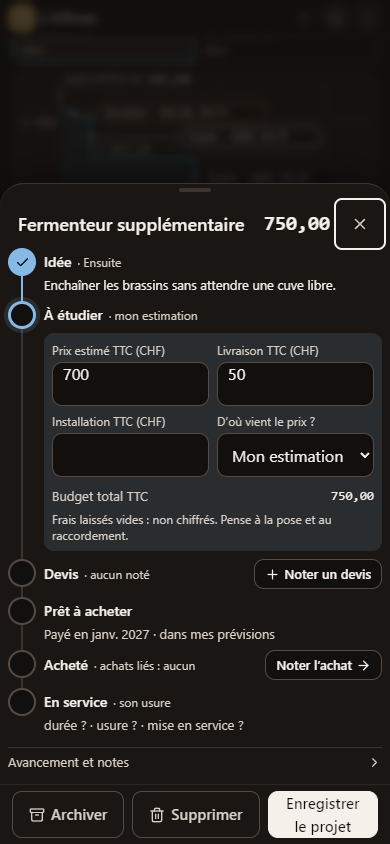 Fermenteur supplémentaire 750,00
Idée · Ensuite
Enchaîner les brassins sans attendre une cuve libre.
À étudier · mon estimation
Prix estimé TTC (CHF) Livraison TTC (CHF)
700 50
Installation TTC (CHF) D'où vient le prix ?
Mon estimation
Budget total TTC 750,00
Frais laissés vides : non chiffrés. Pense à la pose et au
raccordement.
Devis · aucun noté + Noter un devis
Prêt à acheter
Payé en janv. 2027 · dans mes prévisions
Acheté · achats liés : aucun Noter l'achat →
En service · son usure
durée ? · usure ? · mise en service ?
Avancement et notes
Archiver Supprimer Enregistrer
le projet